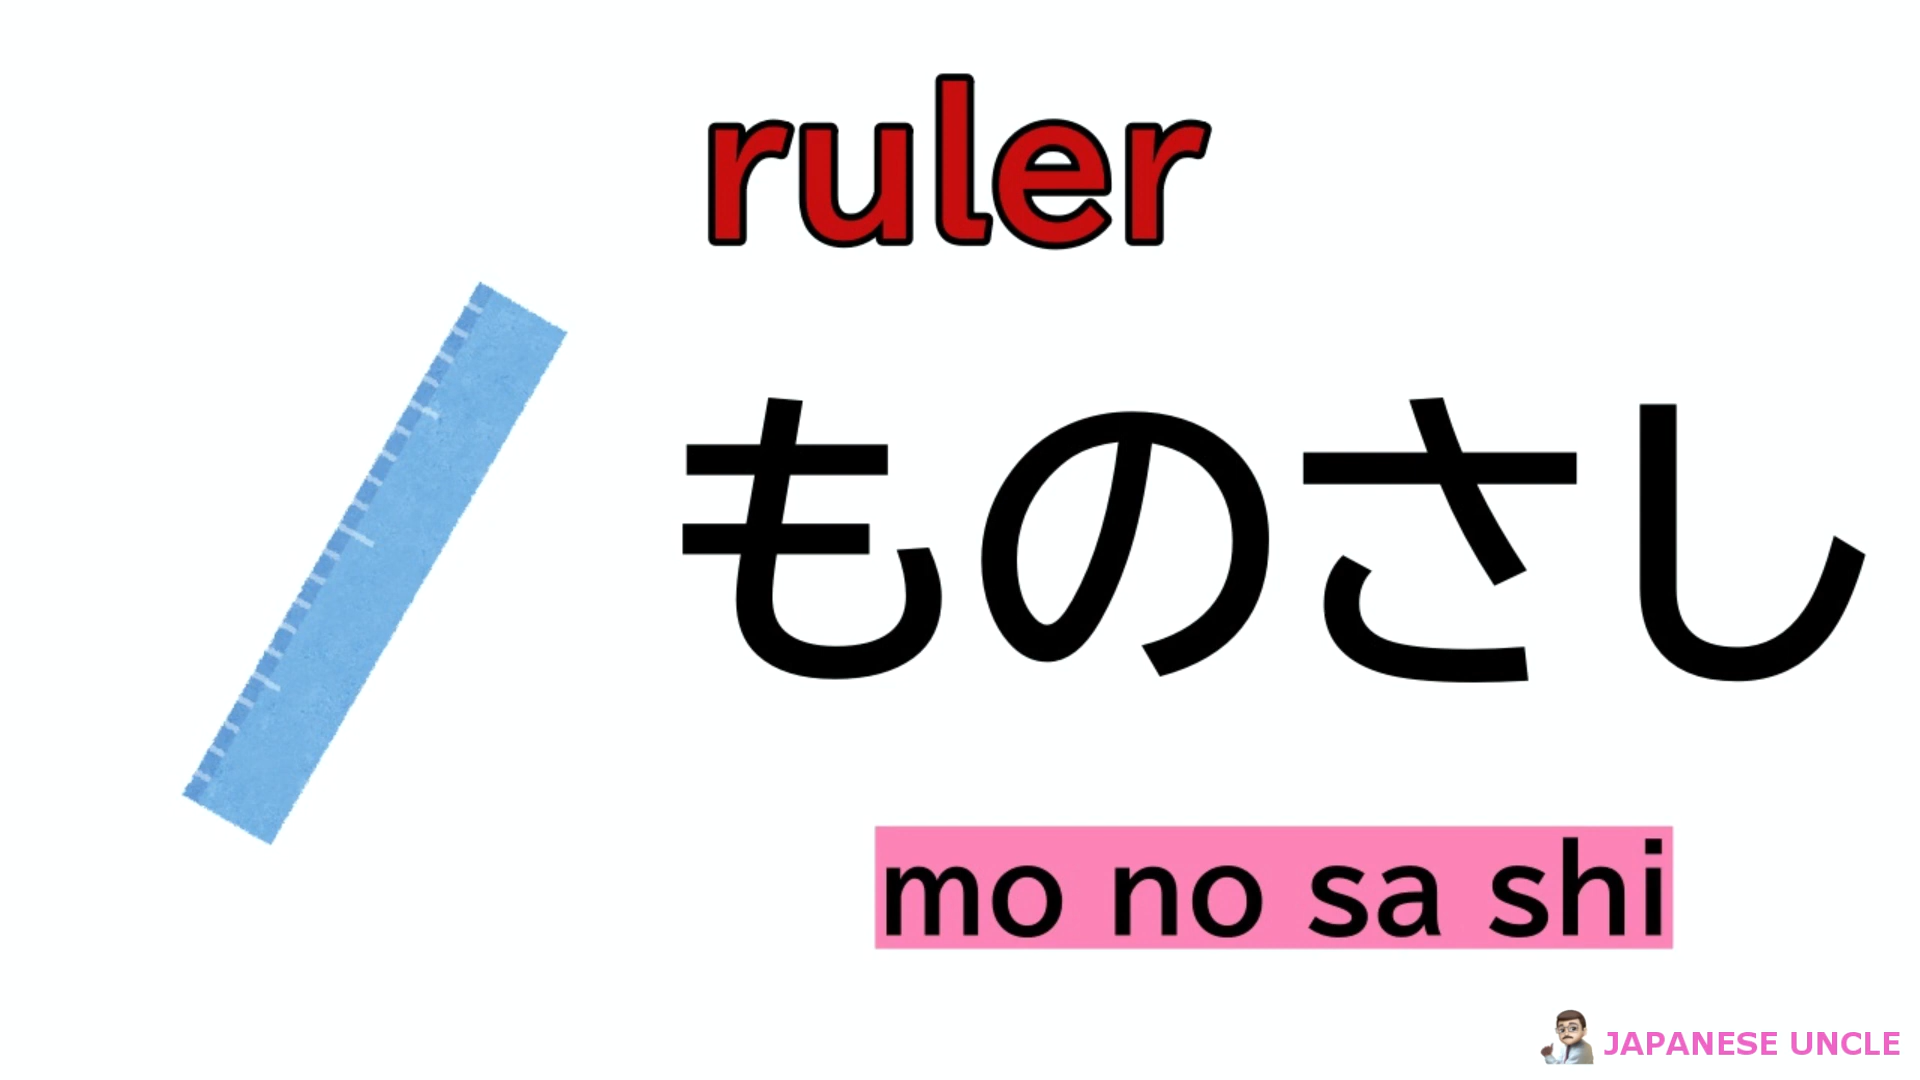 ruler
ものさし
mo no sa shi
JAPANESE UNCLE